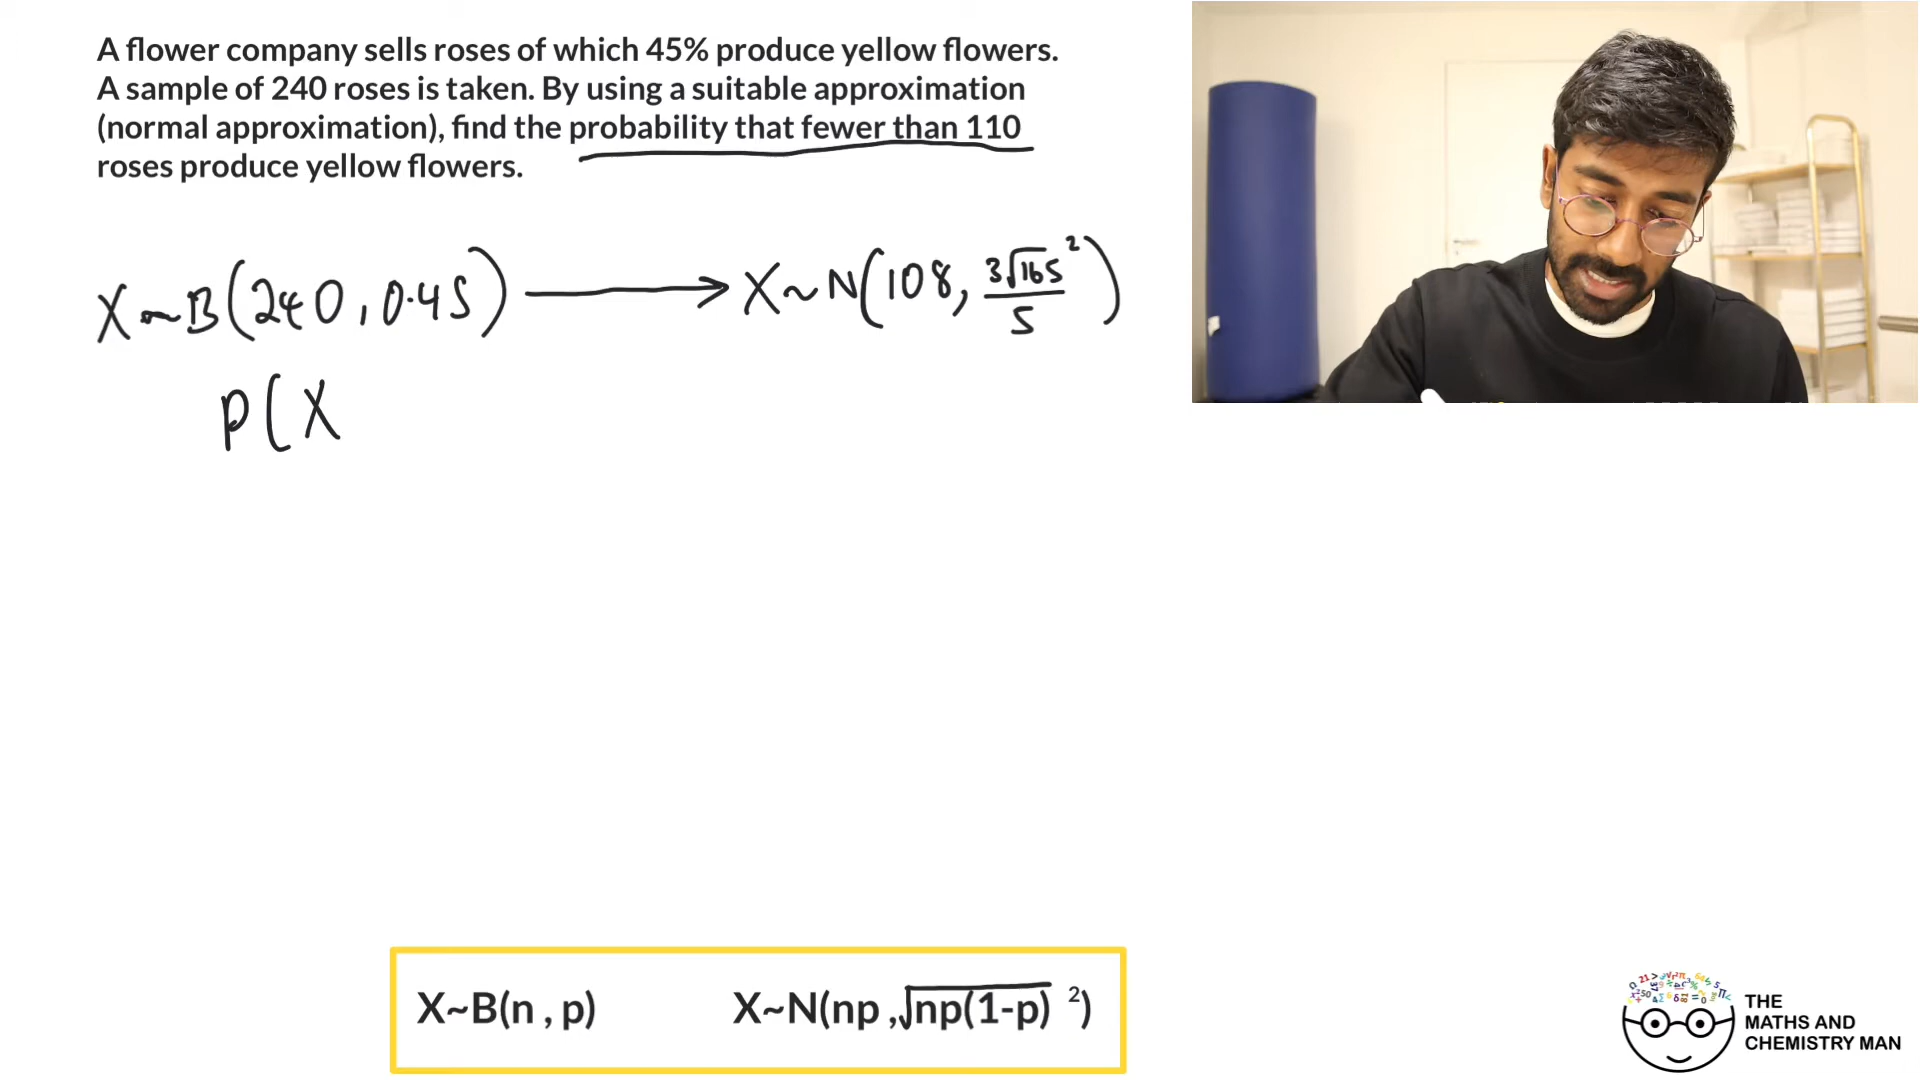 A flower company sells roses of which 45% produce yellow flowers.
A sample of 240 roses is taken. By using a suitable approximation
(normal approximation), find the probability that fewer than 110
roses produce yellow flowers.
X~B(240,0.45) ⟶ X~N(108, 3√165/5 ²)
P(X
X~B(n , p) X~N(np ,√np(1-p) ²)
THE
MATHS AND
CHEMISTRY MAN